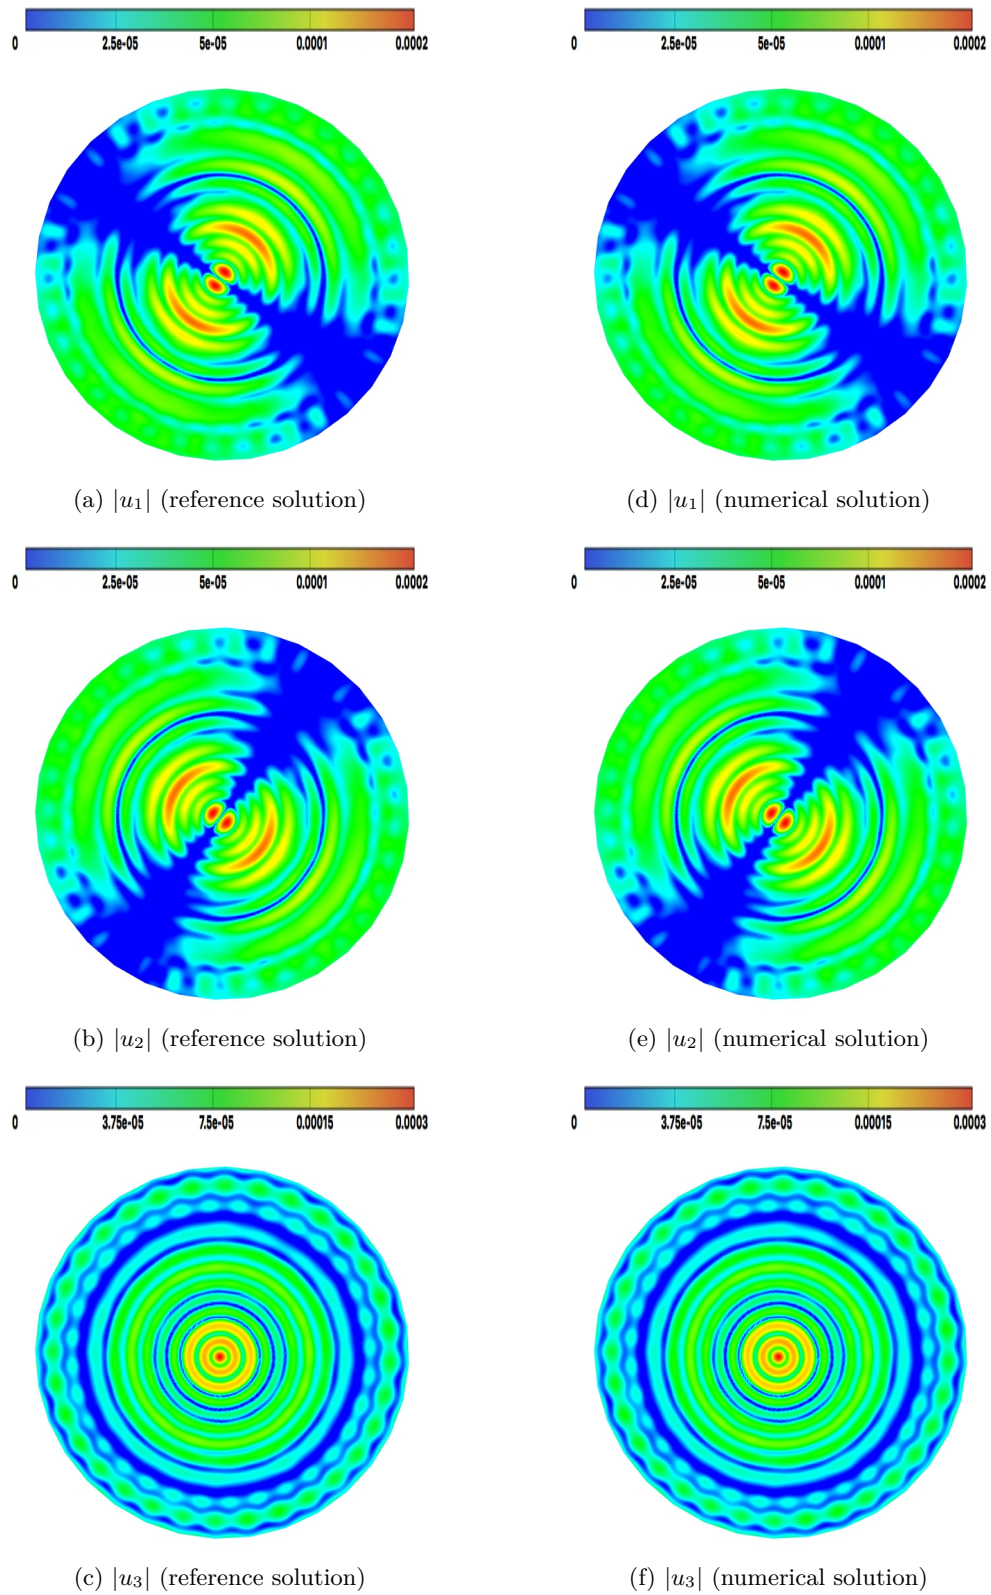 0 2.5e-05 5e-05 0.0001 0.0002
0 2.5e-05 5e-05 0.0001 0.0002
(a) |u₁| (reference solution)
(d) |u₁| (numerical solution)
0 2.5e-05 5e-05 0.0001 0.0002
0 2.5e-05 5e-05 0.0001 0.0002
(b) |u₂| (reference solution)
(e) |u₂| (numerical solution)
0 3.75e-05 7.5e-05 0.00015 0.0003
0 3.75e-05 7.5e-05 0.00015 0.0003
(c) |u₃| (reference solution)
(f) |u₃| (numerical solution)